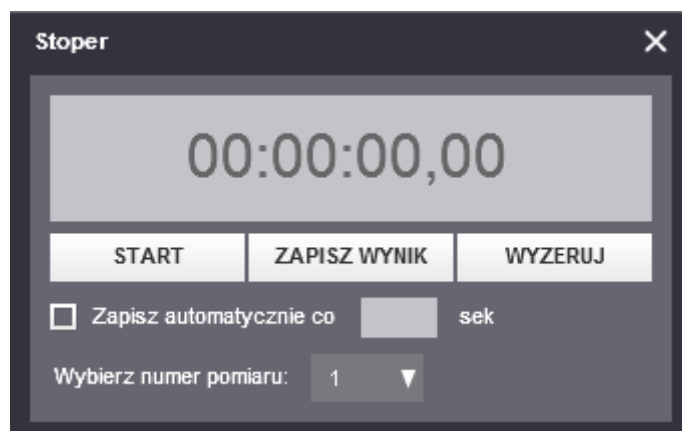 Stoper
00:00:00,00
START ZAPISZ WYNIK WYZERUJ
Zapisz automatycznie co sek
Wybierz numer pomiaru: 1